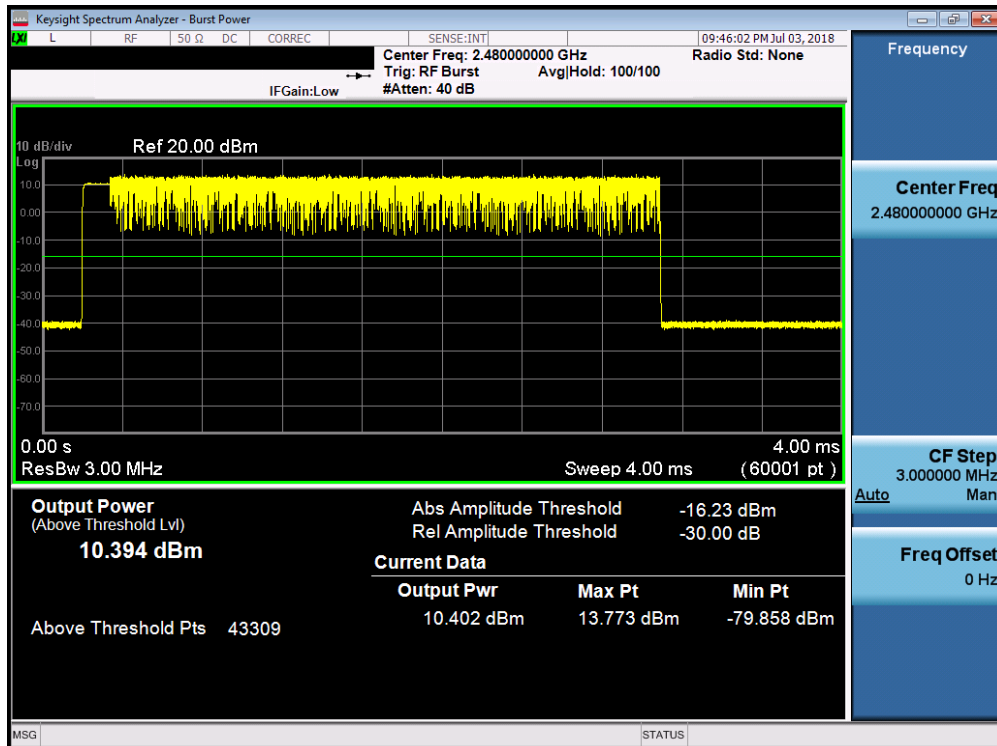 Keysight Spectrum Analyzer - Burst Power
LXI L RF 50 Ω DC CORREC SENSE:INT 09:46:02 PM Jul 03, 2018
Center Freq: 2.480000000 GHz Radio Std: None
Trig: RF Burst Avg|Hold: 100/100
IFGain:Low #Atten: 40 dB
10 dB/div Ref 20.00 dBm
Log
10.0
0.00
-10.0
-20.0
-30.0
-40.0
-50.0
-60.0
-70.0
0.00 s 4.00 ms
ResBw 3.00 MHz Sweep 4.00 ms (60001 pt )
Output Power
(Above Threshold Lvl)
10.394 dBm
Above Threshold Pts 43309
Abs Amplitude Threshold -16.23 dBm
Rel Amplitude Threshold -30.00 dB
Current Data
Output Pwr Max Pt Min Pt
10.402 dBm 13.773 dBm -79.858 dBm
Frequency
Center Freq
2.480000000 GHz
CF Step
3.000000 MHz
Auto Man
Freq Offset
0 Hz
MSG STATUS